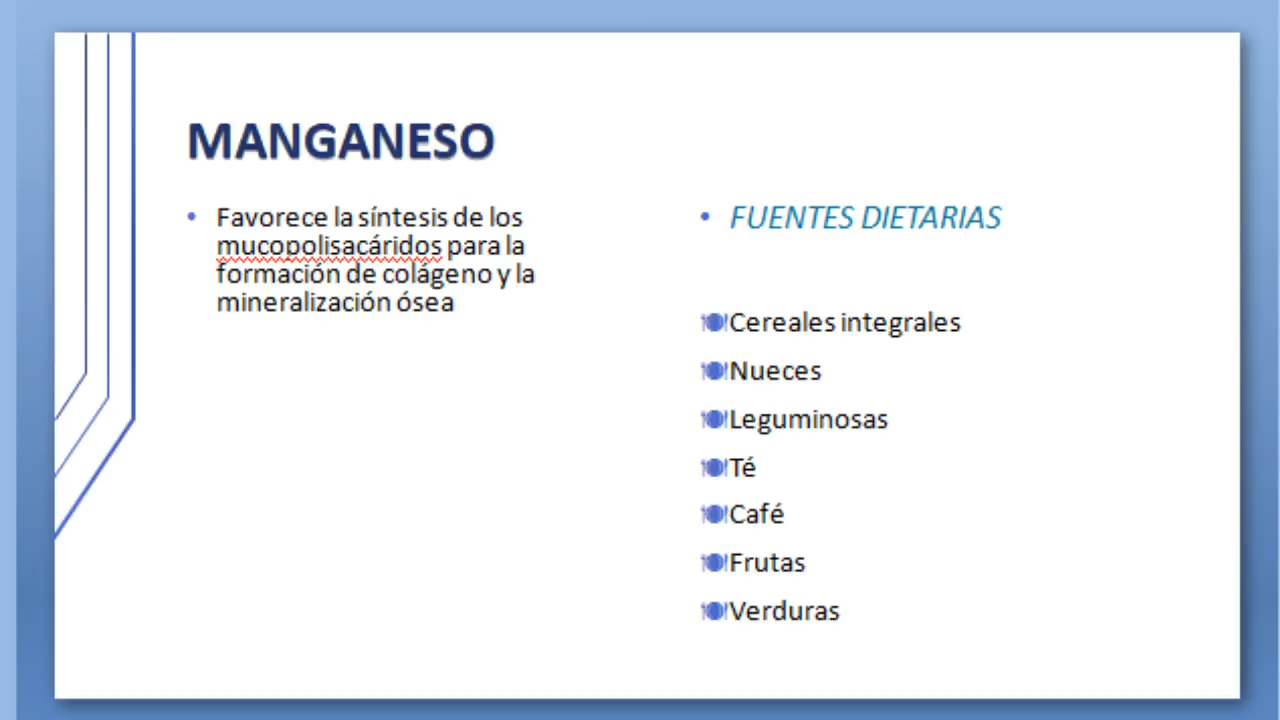 MANGANESO
• Favorece la síntesis de los
mucopolisacáridos para la
formación de colágeno y la
mineralización ósea
• FUENTES DIETARIAS
Cereales integrales
Nueces
Leguminosas
Té
Café
Frutas
Verduras